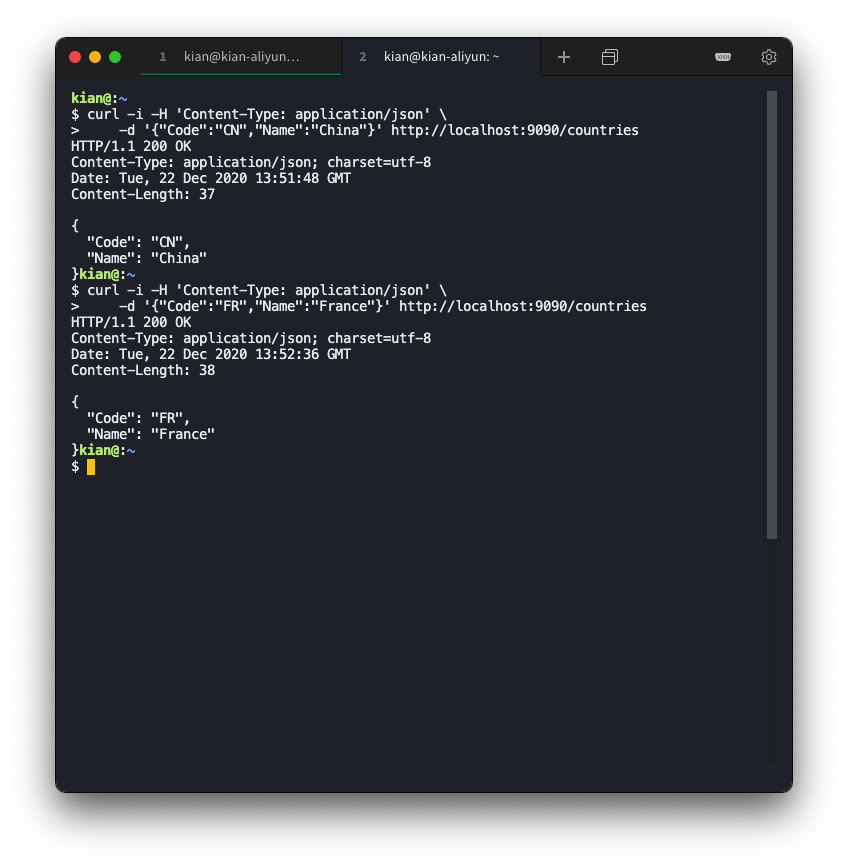 1 kian@kian-aliyun…
2 kian@kian-aliyun: ~
kian@:~
$ curl -i -H 'Content-Type: application/json' \
>     -d '{"Code":"CN","Name":"China"}' http://localhost:9090/countries
HTTP/1.1 200 OK
Content-Type: application/json; charset=utf-8
Date: Tue, 22 Dec 2020 13:51:48 GMT
Content-Length: 37

{
  "Code": "CN",
  "Name": "China"
}kian@:~
$ curl -i -H 'Content-Type: application/json' \
>     -d '{"Code":"FR","Name":"France"}' http://localhost:9090/countries
HTTP/1.1 200 OK
Content-Type: application/json; charset=utf-8
Date: Tue, 22 Dec 2020 13:52:36 GMT
Content-Length: 38

{
  "Code": "FR",
  "Name": "France"
}kian@:~
$